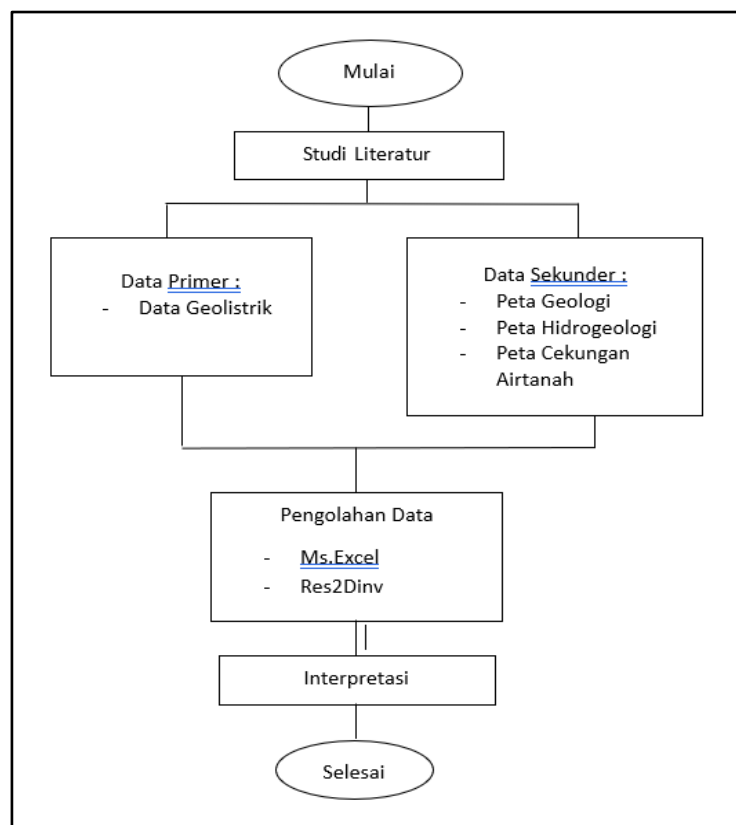 Mulai
Studi Literatur
Data Primer :
- Data Geolistrik
Data Sekunder :
- Peta Geologi
- Peta Hidrogeologi
- Peta Cekungan
Airtanah
Pengolahan Data
- Ms.Excel
- Res2Dinv
Interpretasi
Selesai